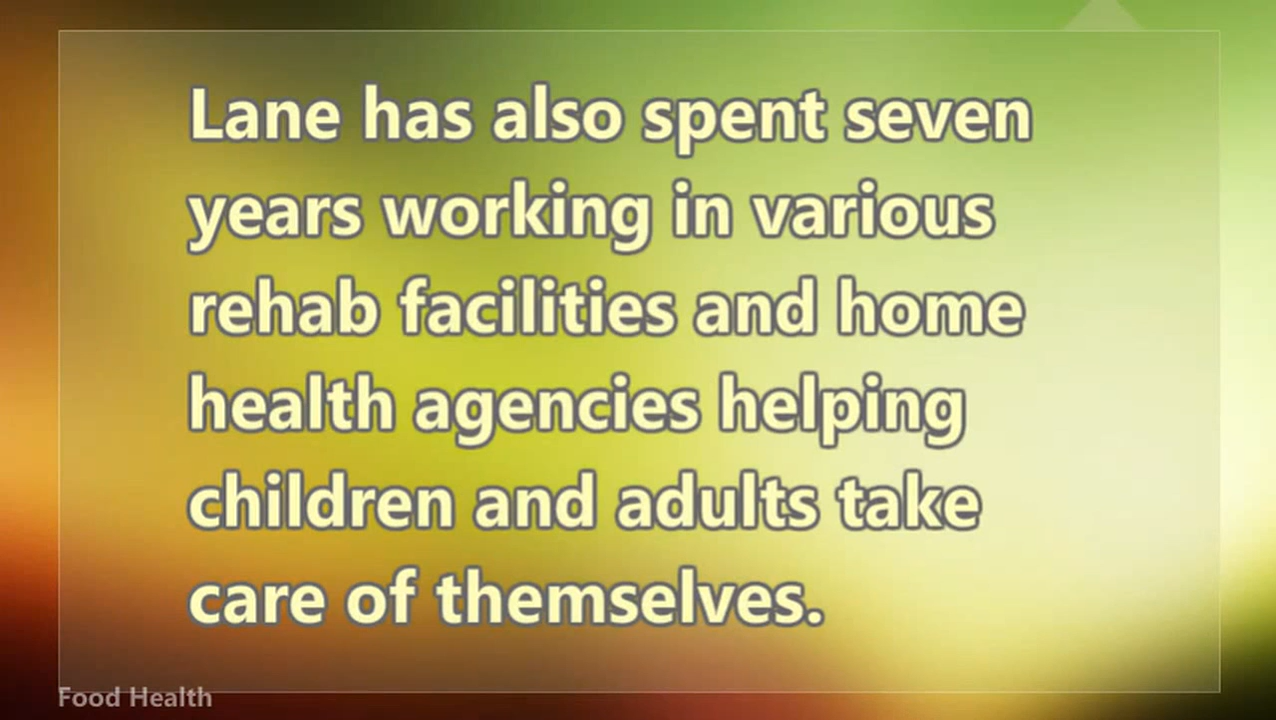 Lane has also spent seven
years working in various
rehab facilities and home
health agencies helping
children and adults take
care of themselves.
Food Health